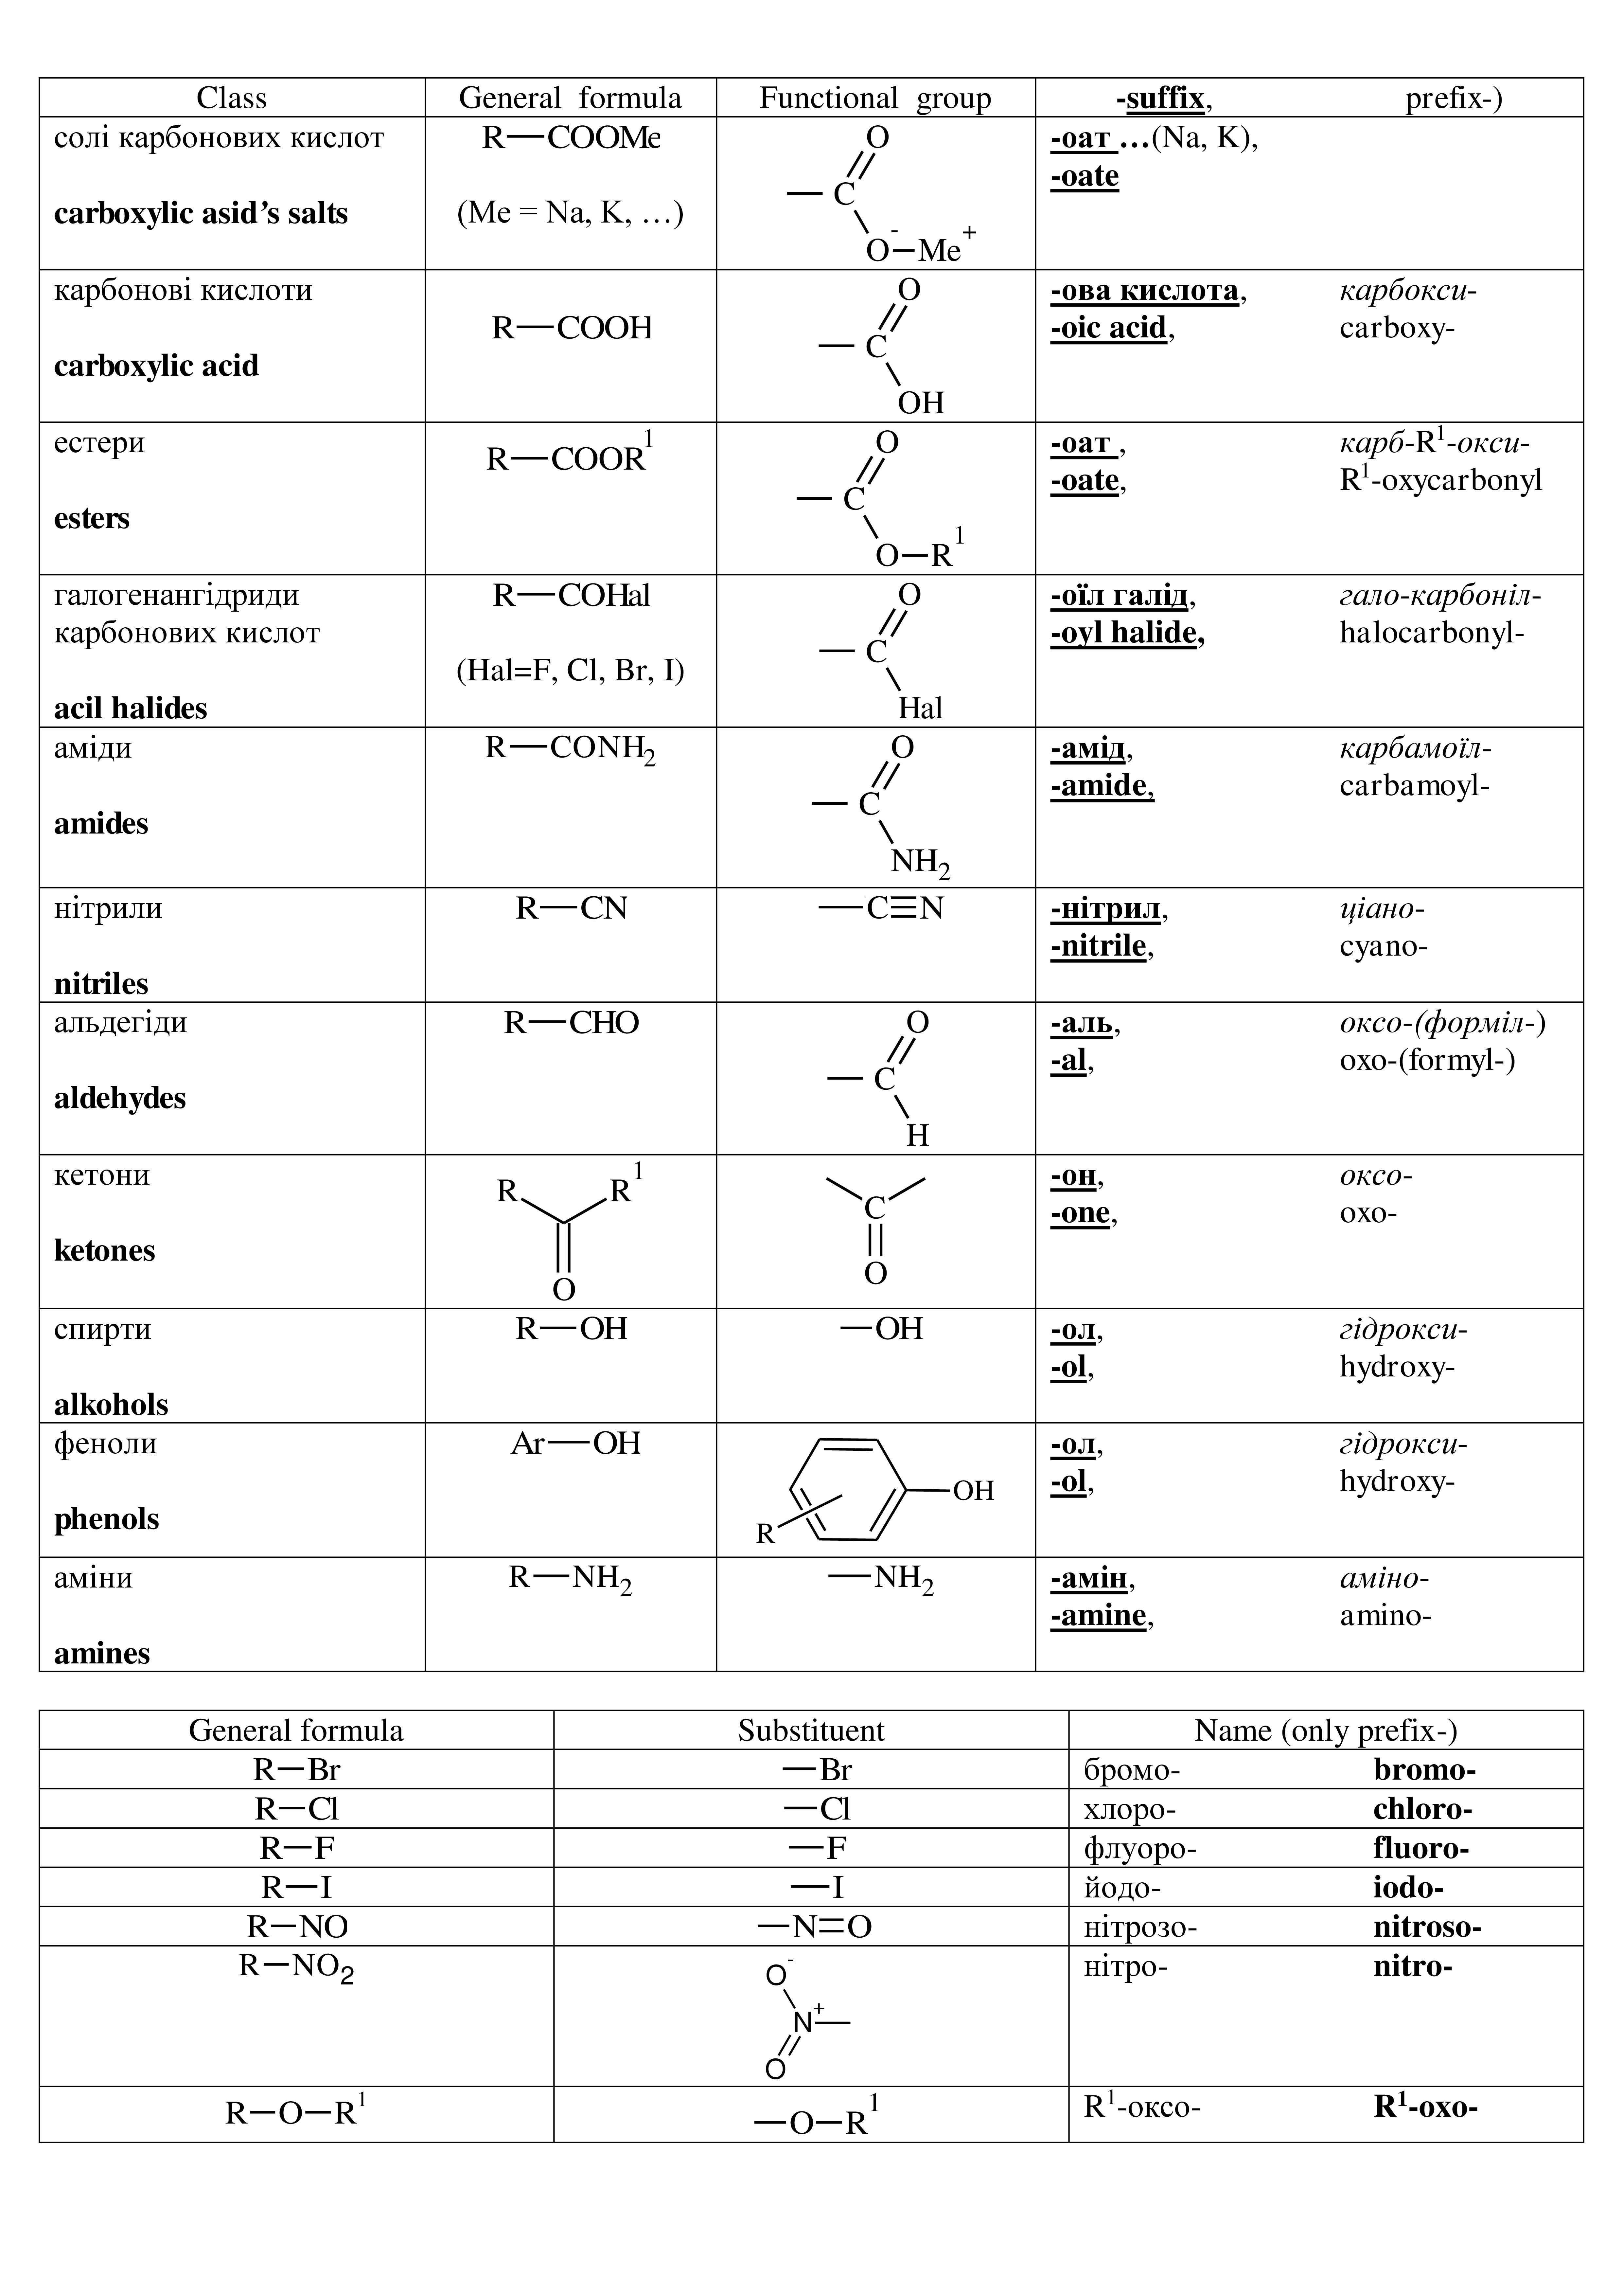 Class General formula Functional group -suffix, prefix-)
солі карбонових кислот
carboxylic asid’s salts
R—COOMe
(Me = Na, K, …)
O
C
O⁻—Me⁺
-оат …(Na, K),
-oate
карбонові кислоти
carboxylic acid
R—COOH
O
C
OH
-ова кислота, карбокси-
-oic acid, carboxy-
естери
esters
R—COOR¹
O
C
O—R¹
-оат , карб-R¹-окси-
-oate, R¹-oxycarbonyl
галогенангідриди
карбонових кислот
acil halides
R—COHal
(Hal=F, Cl, Br, I)
O
C
Hal
-оїл галід, гало-карбоніл-
-oyl halide, halocarbonyl-
аміди
amides
R—CONH₂
O
C
NH₂
-амід, карбамоїл-
-amide, carbamoyl-
нітрили
nitriles
R—CN
—C≡N
-нітрил, ціано-
-nitrile, cyano-
альдегіди
aldehydes
R—CHO
O
C
H
-аль, оксо-(форміл-)
-al, oxo-(formyl-)
кетони
ketones
R R¹
O
C
O
-он, оксо-
-one, oxo-
спирти
alkohols
R—OH
—OH
-ол, гідрокси-
-ol, hydroxy-
феноли
phenols
Ar—OH
OH
R
-ол, гідрокси-
-ol, hydroxy-
аміни
amines
R—NH₂
—NH₂
-амін, аміно-
-amine, amino-
General formula Substituent Name (only prefix-)
R—Br —Br бромо- bromo-
R—Cl —Cl хлоро- chloro-
R—F —F флуоро- fluoro-
R—I —I йодо- iodo-
R—NO —N=O нітрозо- nitroso-
R—NO₂
O⁻
N⁺—
O
нітро- nitro-
R—O—R¹ —O—R¹ R¹-оксо- R¹-oxo-